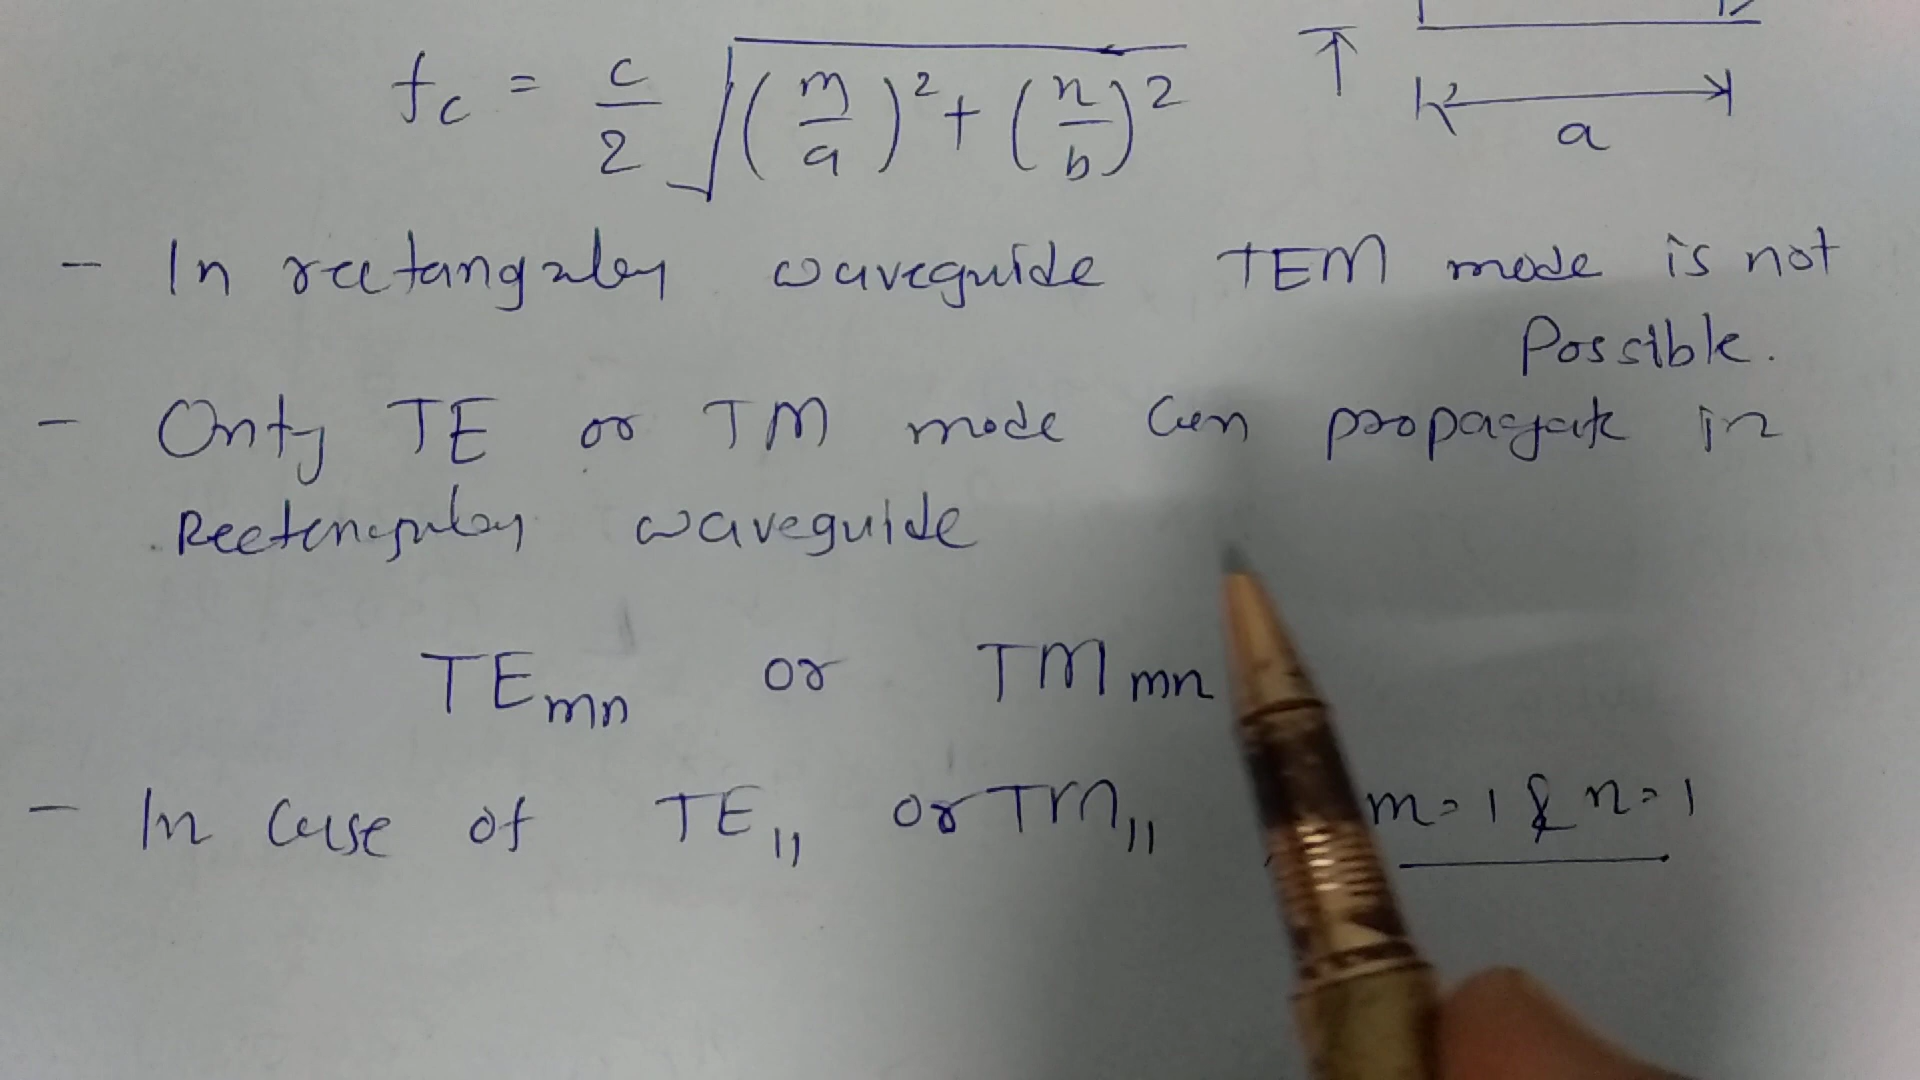 fc = c/2 √((m/a)² + (n/b)²)
a
- In rectangular waveguide TEM mode is not
Possible.
- Only TE or TM mode can propagate in
Rectangular waveguide
TEmn or TMmn
- In case of TE11 or TM11, m=1 & n=1